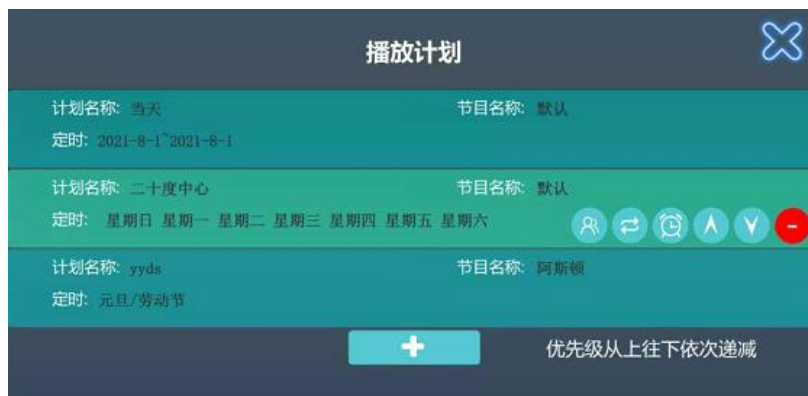 播放计划
计划名称: 当天 节目名称: 默认
定时: 2021-8-1~2021-8-1
计划名称: 二十度中心 节目名称: 默认
定时: 星期日 星期一 星期二 星期三 星期四 星期五 星期六
计划名称: yyds 节目名称: 阿斯顿
定时: 元旦/劳动节
优先级从上往下依次递减